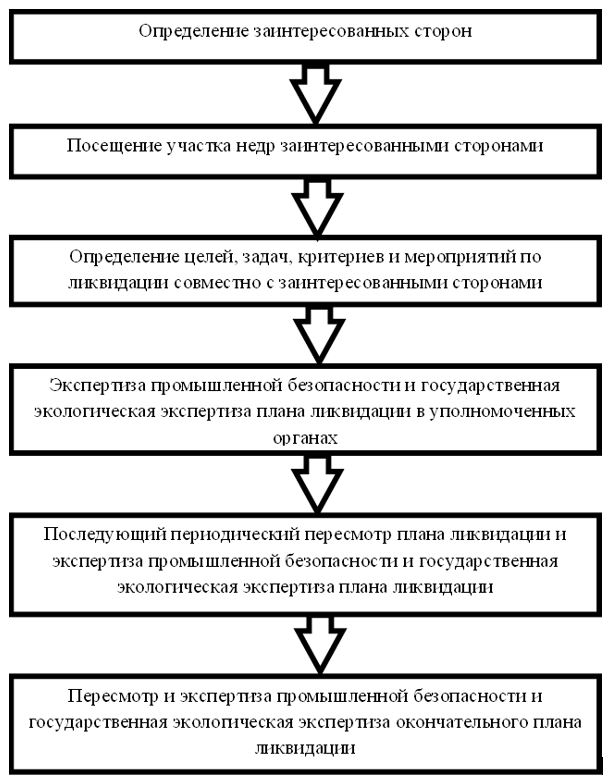 Определение заинтересованных сторон
Посещение участка недр заинтересованными сторонами
Определение целей, задач, критериев и мероприятий по
ликвидации совместно с заинтересованными сторонами
Экспертиза промышленной безопасности и государственная
экологическая экспертиза плана ликвидации в уполномоченных
органах
Последующий периодический пересмотр плана ликвидации и
экспертиза промышленной безопасности и государственная
экологическая экспертиза плана ликвидации
Пересмотр и экспертиза промышленной безопасности и
государственная экологическая экспертиза окончательного плана
ликвидации